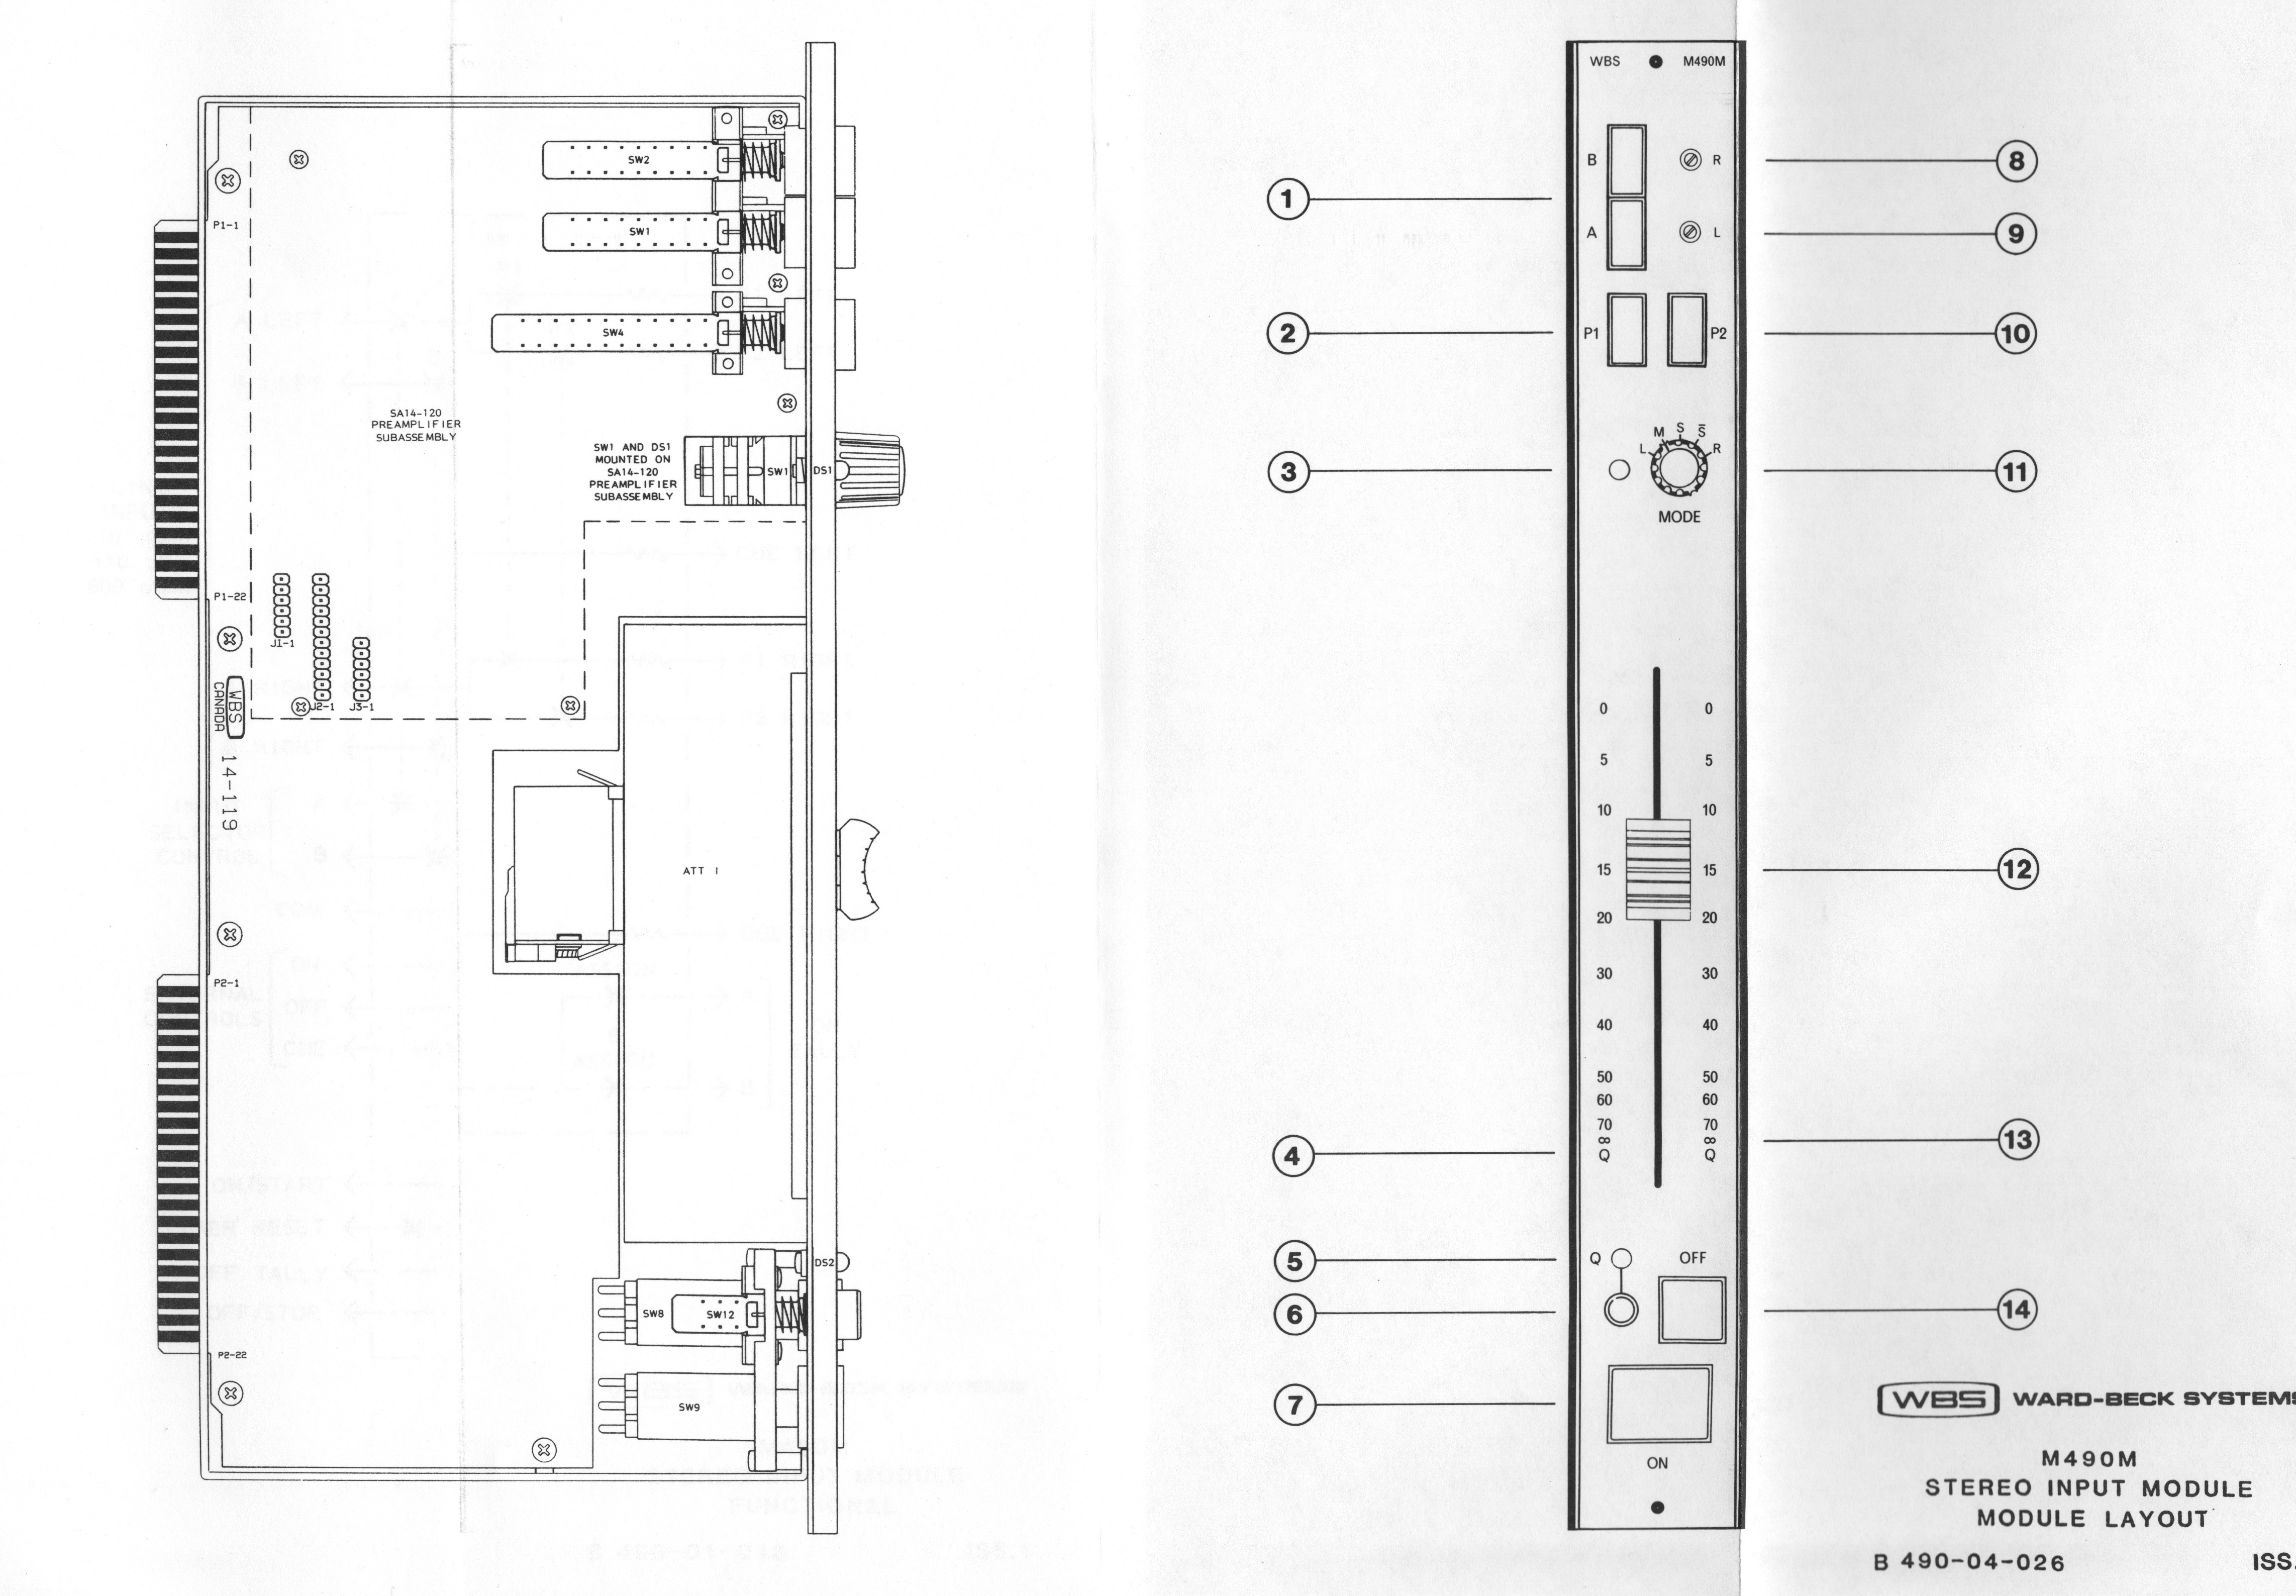 SW2
SW1
SW4
P1-1
SA14-120
PREAMPLIFIER
SUBASSEMBLY
SW1 AND DS1
MOUNTED ON
SA14-120
PREAMPLIFIER
SUBASSEMBLY
SW1
DS1
P1-22
J1-1
J2-1
J3-1
WBS
CANADA
14-119
ATT 1
P2-1
DS2
SW8
SW12
P2-22
SW9
WBS
M490M
B
R
8
1
A
L
9
2
P1
P2
10
M S S̅
L R
3
11
MODE
0 0
5 5
10 10
15 15
12
20 20
30 30
40 40
50 50
60 60
70 70
∞ ∞
13
4
Q Q
5
Q
OFF
6
14
7
ON
WBS WARD-BECK SYSTEMS
M490M
STEREO INPUT MODULE
MODULE LAYOUT
B 490-04-026
ISS.